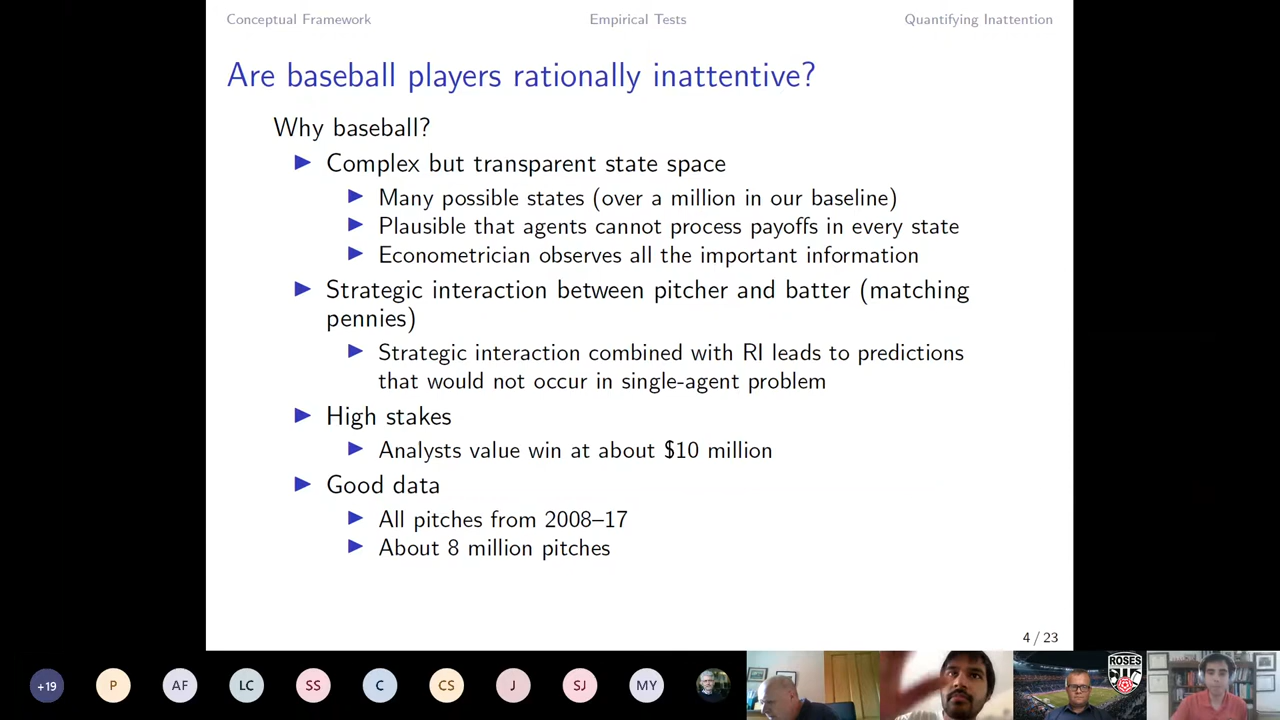 Conceptual Framework
Empirical Tests
Quantifying Inattention
Are baseball players rationally inattentive?
Why baseball?
Complex but transparent state space
Many possible states (over a million in our baseline)
Plausible that agents cannot process payoffs in every state
Econometrician observes all the important information
Strategic interaction between pitcher and batter (matching
pennies)
Strategic interaction combined with RI leads to predictions
that would not occur in single-agent problem
High stakes
Analysts value win at about $10 million
Good data
All pitches from 2008–17
About 8 million pitches
4 / 23
+19
P
AF
LC
SS
C
CS
J
SJ
MY
ROSES